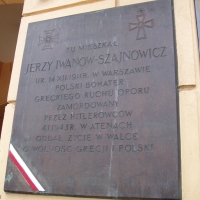 TU MIESZKAŁ
JERZY IWANOW-SZAJNOWICZ
UR. W WARSZAWIE
POLSKI BOHATER
GRECKIEGO RUCHU OPORU
ZAMORDOWANY
PRZEZ HITLEROWCÓW
W ATENACH
ODDAŁ ŻYCIE W WALCE
O WOLNOŚĆ GRECJI I POLSKI